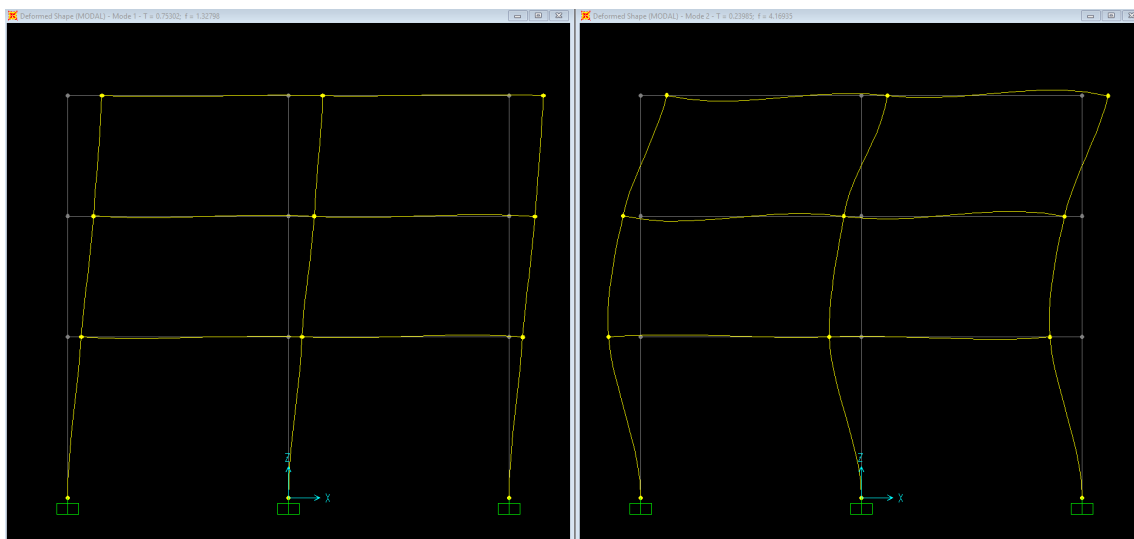 Deformed Shape (MODAL) - Mode 1 - T = 0.75302; f = 1.32798
Deformed Shape (MODAL) - Mode 2 - T = 0.23985; f = 4.16935
Z
X
Z
X